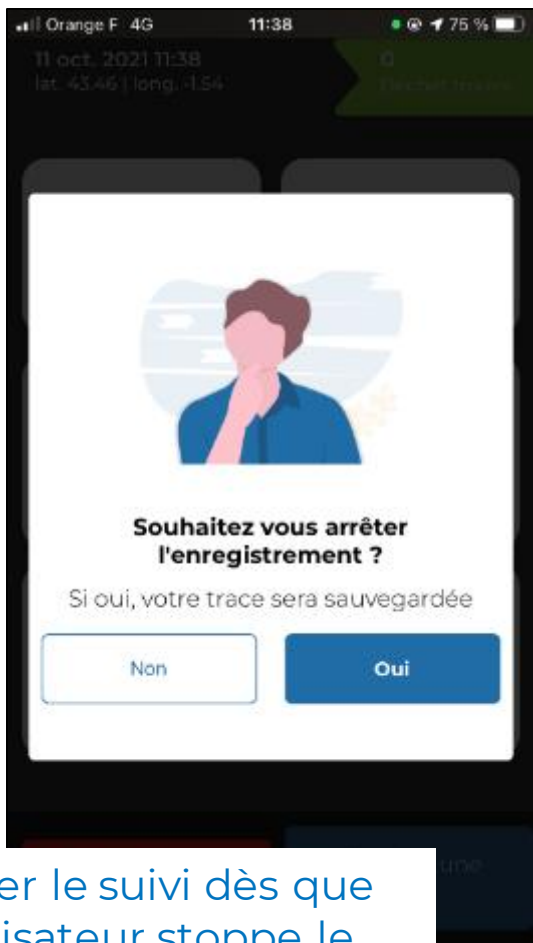 Orange F 4G 11:38 75 %
11 oct. 2021 11:38
0
lat. 43.46 | long. -1.54
Souhaitez vous arrêter
l'enregistrement ?
Si oui, votre trace sera sauvegardée
Non Oui
une
er le suivi dès que
isateur stoppe le